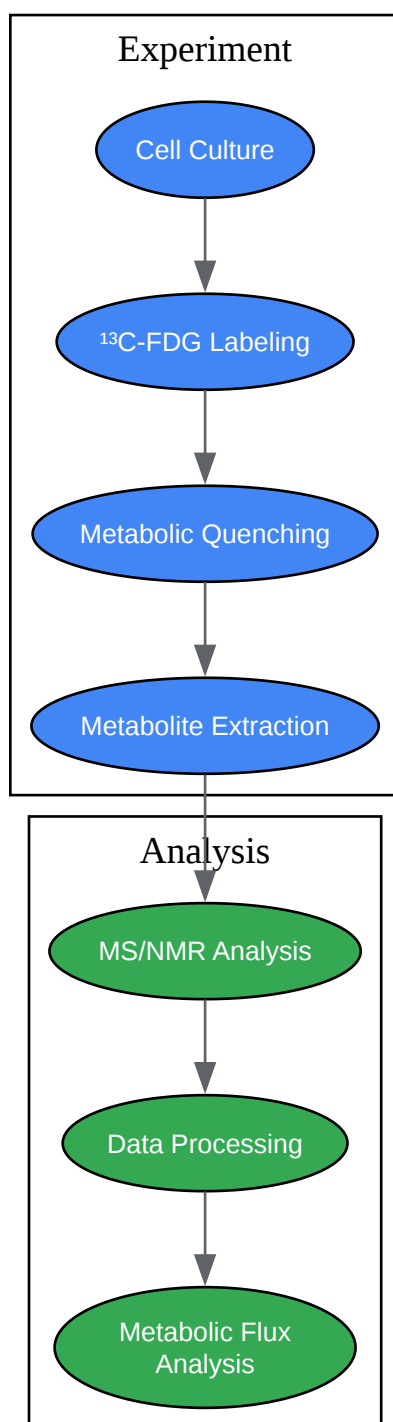 Experiment
Cell Culture
¹³C-FDG Labeling
Metabolic Quenching
Metabolite Extraction
Analysis
MS/NMR Analysis
Data Processing
Metabolic Flux
Analysis